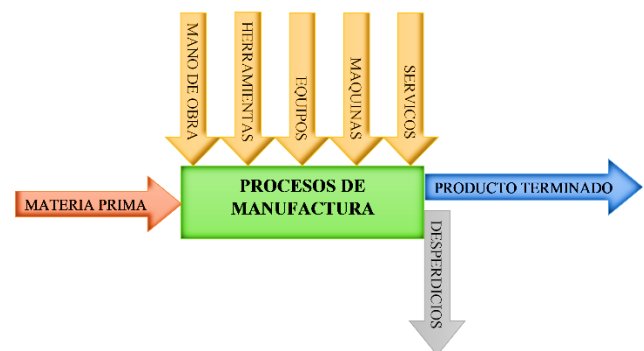 MANO DE OBRA
HERRAMIENTAS
EQUIPOS
MAQUINAS
SERVICOS
PROCESOS DE
MANUFACTURA
MATERIA PRIMA
PRODUCTO TERMINADO
DESPERDICIOS